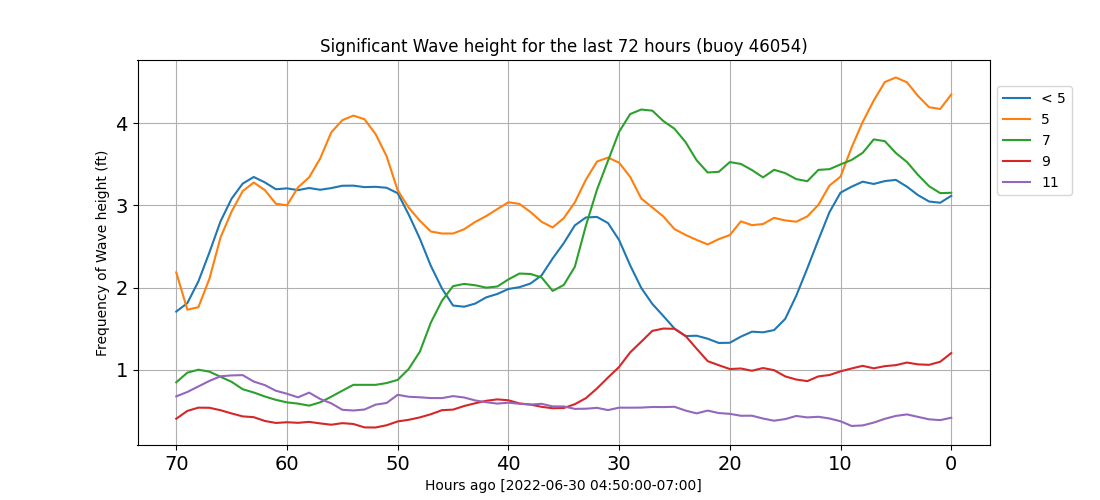 Significant Wave height for the last 72 hours (buoy 46054)
Frequency of Wave height (ft)
4
3
2
1
70 60 50 40 30 20 10 0
Hours ago [2022-06-30 04:50:00-07:00]
< 5
5
7
9
11